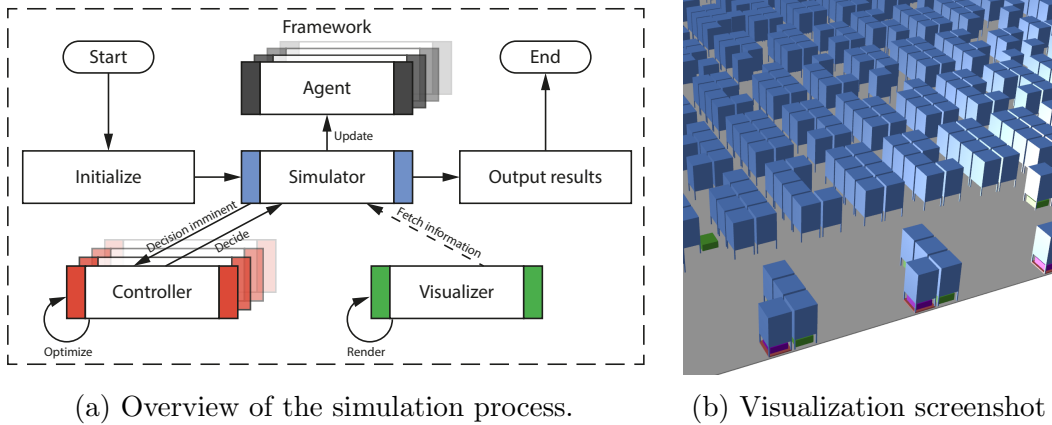 Framework
Start
End
Agent
Update
Initialize
Simulator
Output results
Decision imminent
Decide
Fetch information
Controller
Visualizer
Optimize
Render
(a) Overview of the simulation process.
(b) Visualization screenshot